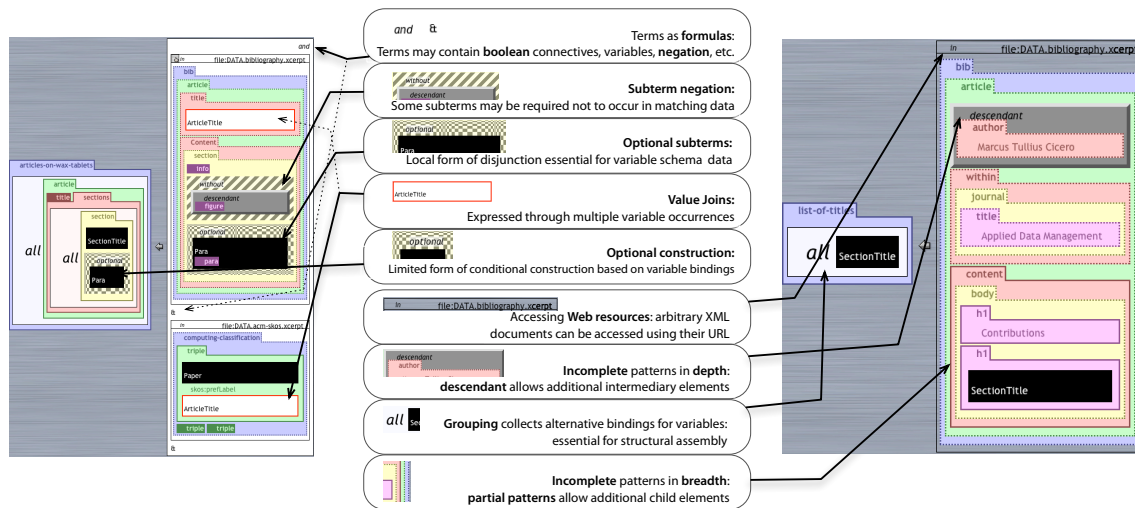 articles-on-wax-tablets
article
title
sections
section
all
all
SectionTitle
optional
Para
and
&
in
file:DATA.bibliography.xcerpt
bib
article
title
ArticleTitle
Content
section
info
without
descendant
figure
optional
Para
para
&
in
file:DATA.acm-skos.xcerpt
computing-classification
triple
Paper
skos:prefLabel
ArticleTitle
triple triple
&
and &
Terms as formulas:
Terms may contain boolean connectives, variables, negation, etc.
without
descendant
Subterm negation:
Some subterms may be required not to occur in matching data
optional
Para
Optional subterms:
Local form of disjunction essential for variable schema data
ArticleTitle
Value Joins:
Expressed through multiple variable occurrences
optional
Optional construction:
Limited form of conditional construction based on variable bindings
In file:DATA.bibliography.xcerpt
Accessing Web resources: arbitrary XML
documents can be accessed using their URL
descendant
author
Incomplete patterns in depth:
descendant allows additional intermediary elements
all Sec
Grouping collects alternative bindings for variables:
essential for structural assembly
Incomplete patterns in breadth:
partial patterns allow additional child elements
list-of-titles
all SectionTitle
In file:DATA.bibliography.xcerpt
bib
article
descendant
author
Marcus Tullius Cicero
within
journal
title
Applied Data Management
content
body
h1
Contributions
h1
SectionTitle